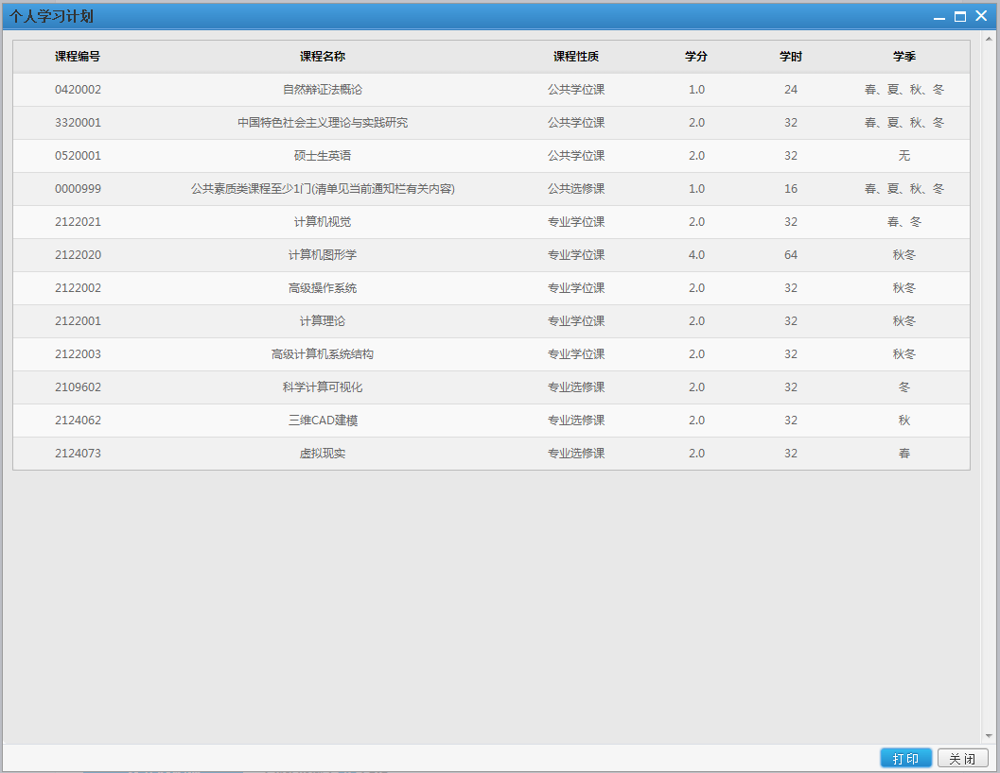 个人学习计划
课程编号 课程名称 课程性质 学分 学时 学季
0420002 自然辩证法概论 公共学位课 1.0 24 春、夏、秋、冬
3320001 中国特色社会主义理论与实践研究 公共学位课 2.0 32 春、夏、秋、冬
0520001 硕士生英语 公共学位课 2.0 32 无
0000999 公共素质类课程至少1门(清单见当前通知栏有关内容) 公共选修课 1.0 16 春、夏、秋、冬
2122021 计算机视觉 专业学位课 2.0 32 春、冬
2122020 计算机图形学 专业学位课 4.0 64 秋冬
2122002 高级操作系统 专业学位课 2.0 32 秋冬
2122001 计算理论 专业学位课 2.0 32 秋冬
2122003 高级计算机系统结构 专业学位课 2.0 32 秋冬
2109602 科学计算可视化 专业选修课 2.0 32 冬
2124062 三维CAD建模 专业选修课 2.0 32 秋
2124073 虚拟现实 专业选修课 2.0 32 春
打印 关闭